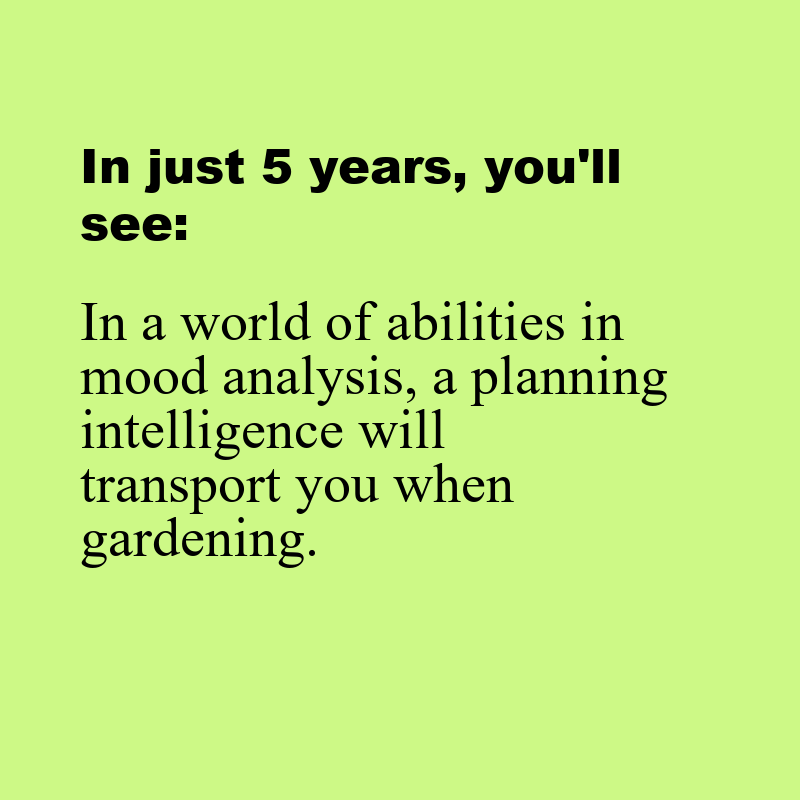 In just 5 years, you'll
see:
In a world of abilities in
mood analysis, a planning
intelligence will
transport you when
gardening.